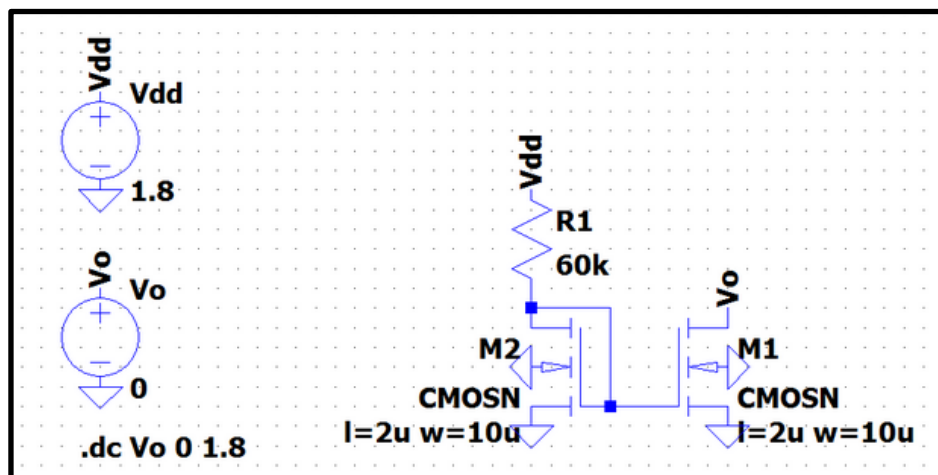 Vdd
Vdd
1.8
Vo
Vo
0
.dc Vo 0 1.8
Vdd
R1
60k
Vo
M2
M1
CMOSN
CMOSN
l=2u w=10u
l=2u w=10u